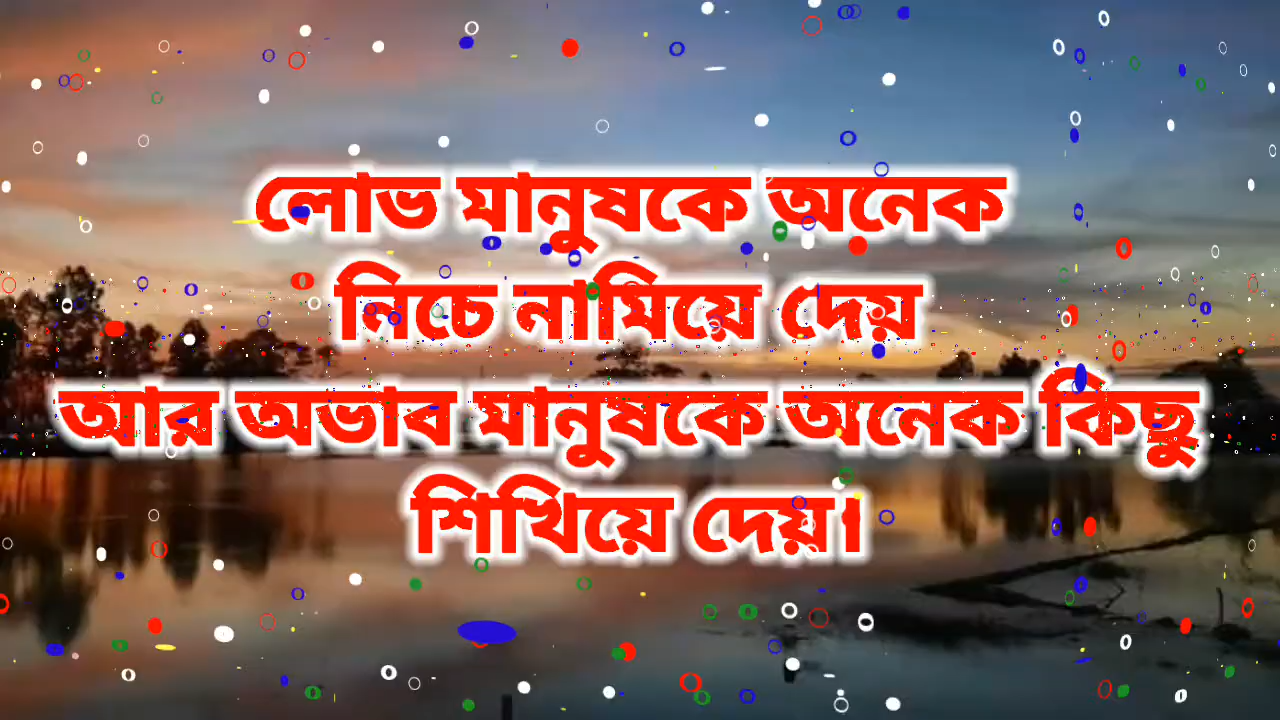 লোভ মানুষকে অনেক
নিচে নামিয়ে দেয়
আর অভাব মানুষকে অনেক কিছু
শিখিয়ে দেয়।